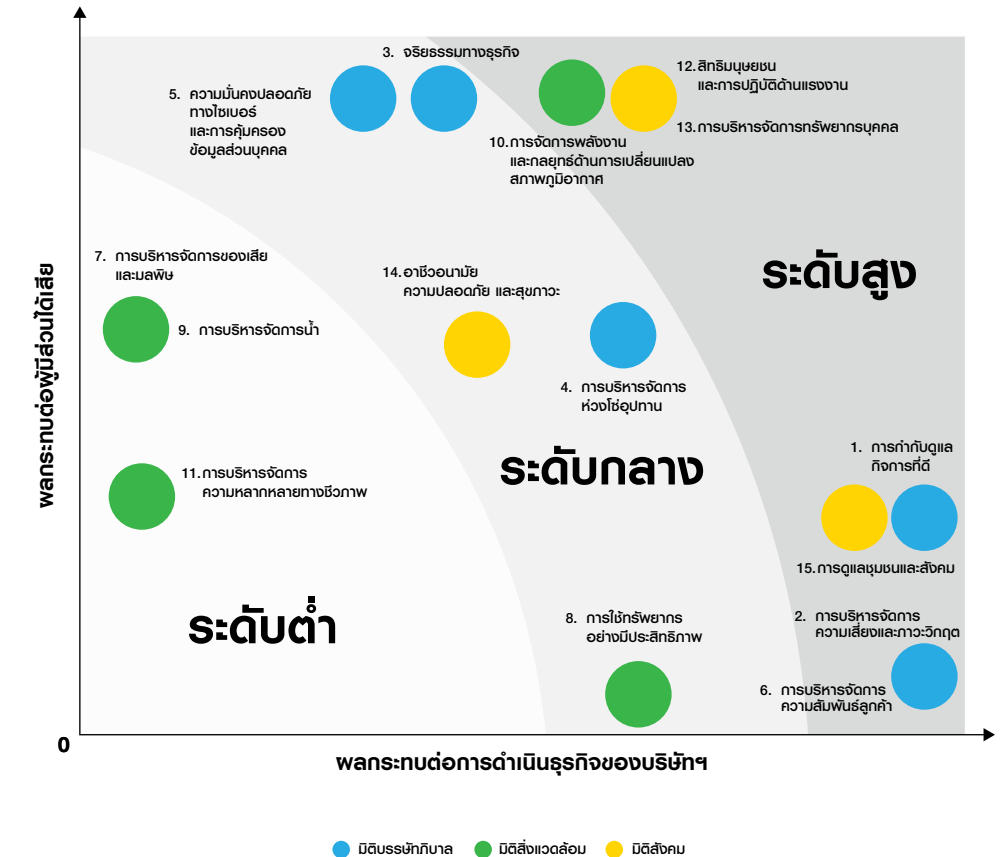 3. จริยธรรมทางธุรกิจ
5. ความมั่นคงปลอดภัย
ทางไซเบอร์
และการคุ้มครอง
ข้อมูลส่วนบุคคล
12.สิทธิมนุษยชน
และการปฏิบัติด้านแรงงาน
13.การบริหารจัดการทรัพยากรบุคคล
10.การจัดการพลังงาน
และกลยุทธ์ด้านการเปลี่ยนแปลง
สภาพภูมิอากาศ
7. การบริหารจัดการของเสีย
และมลพิษ
9. การบริหารจัดการน้ำ
14.อาชีวอนามัย
ความปลอดภัย และสุขภาวะ
ระดับสูง
4. การบริหารจัดการ
ห่วงโซ่อุปทาน
ผลกระทบต่อผู้มีส่วนได้เสีย
11.การบริหารจัดการ
ความหลากหลายทางชีวภาพ
ระดับกลาง
1. การกำกับดูแล
กิจการที่ดี
15.การดูแลชุมชนและสังคม
ระดับต่ำ
8. การใช้ทรัพยากร
อย่างมีประสิทธิภาพ
2. การบริหารจัดการ
ความเสี่ยงและภาวะวิกฤต
6. การบริหารจัดการ
ความสัมพันธ์ลูกค้า
0
ผลกระทบต่อการดำเนินธุรกิจของบริษัทฯ
มิติบรรษัทภิบาล มิติสิ่งแวดล้อม มิติสังคม